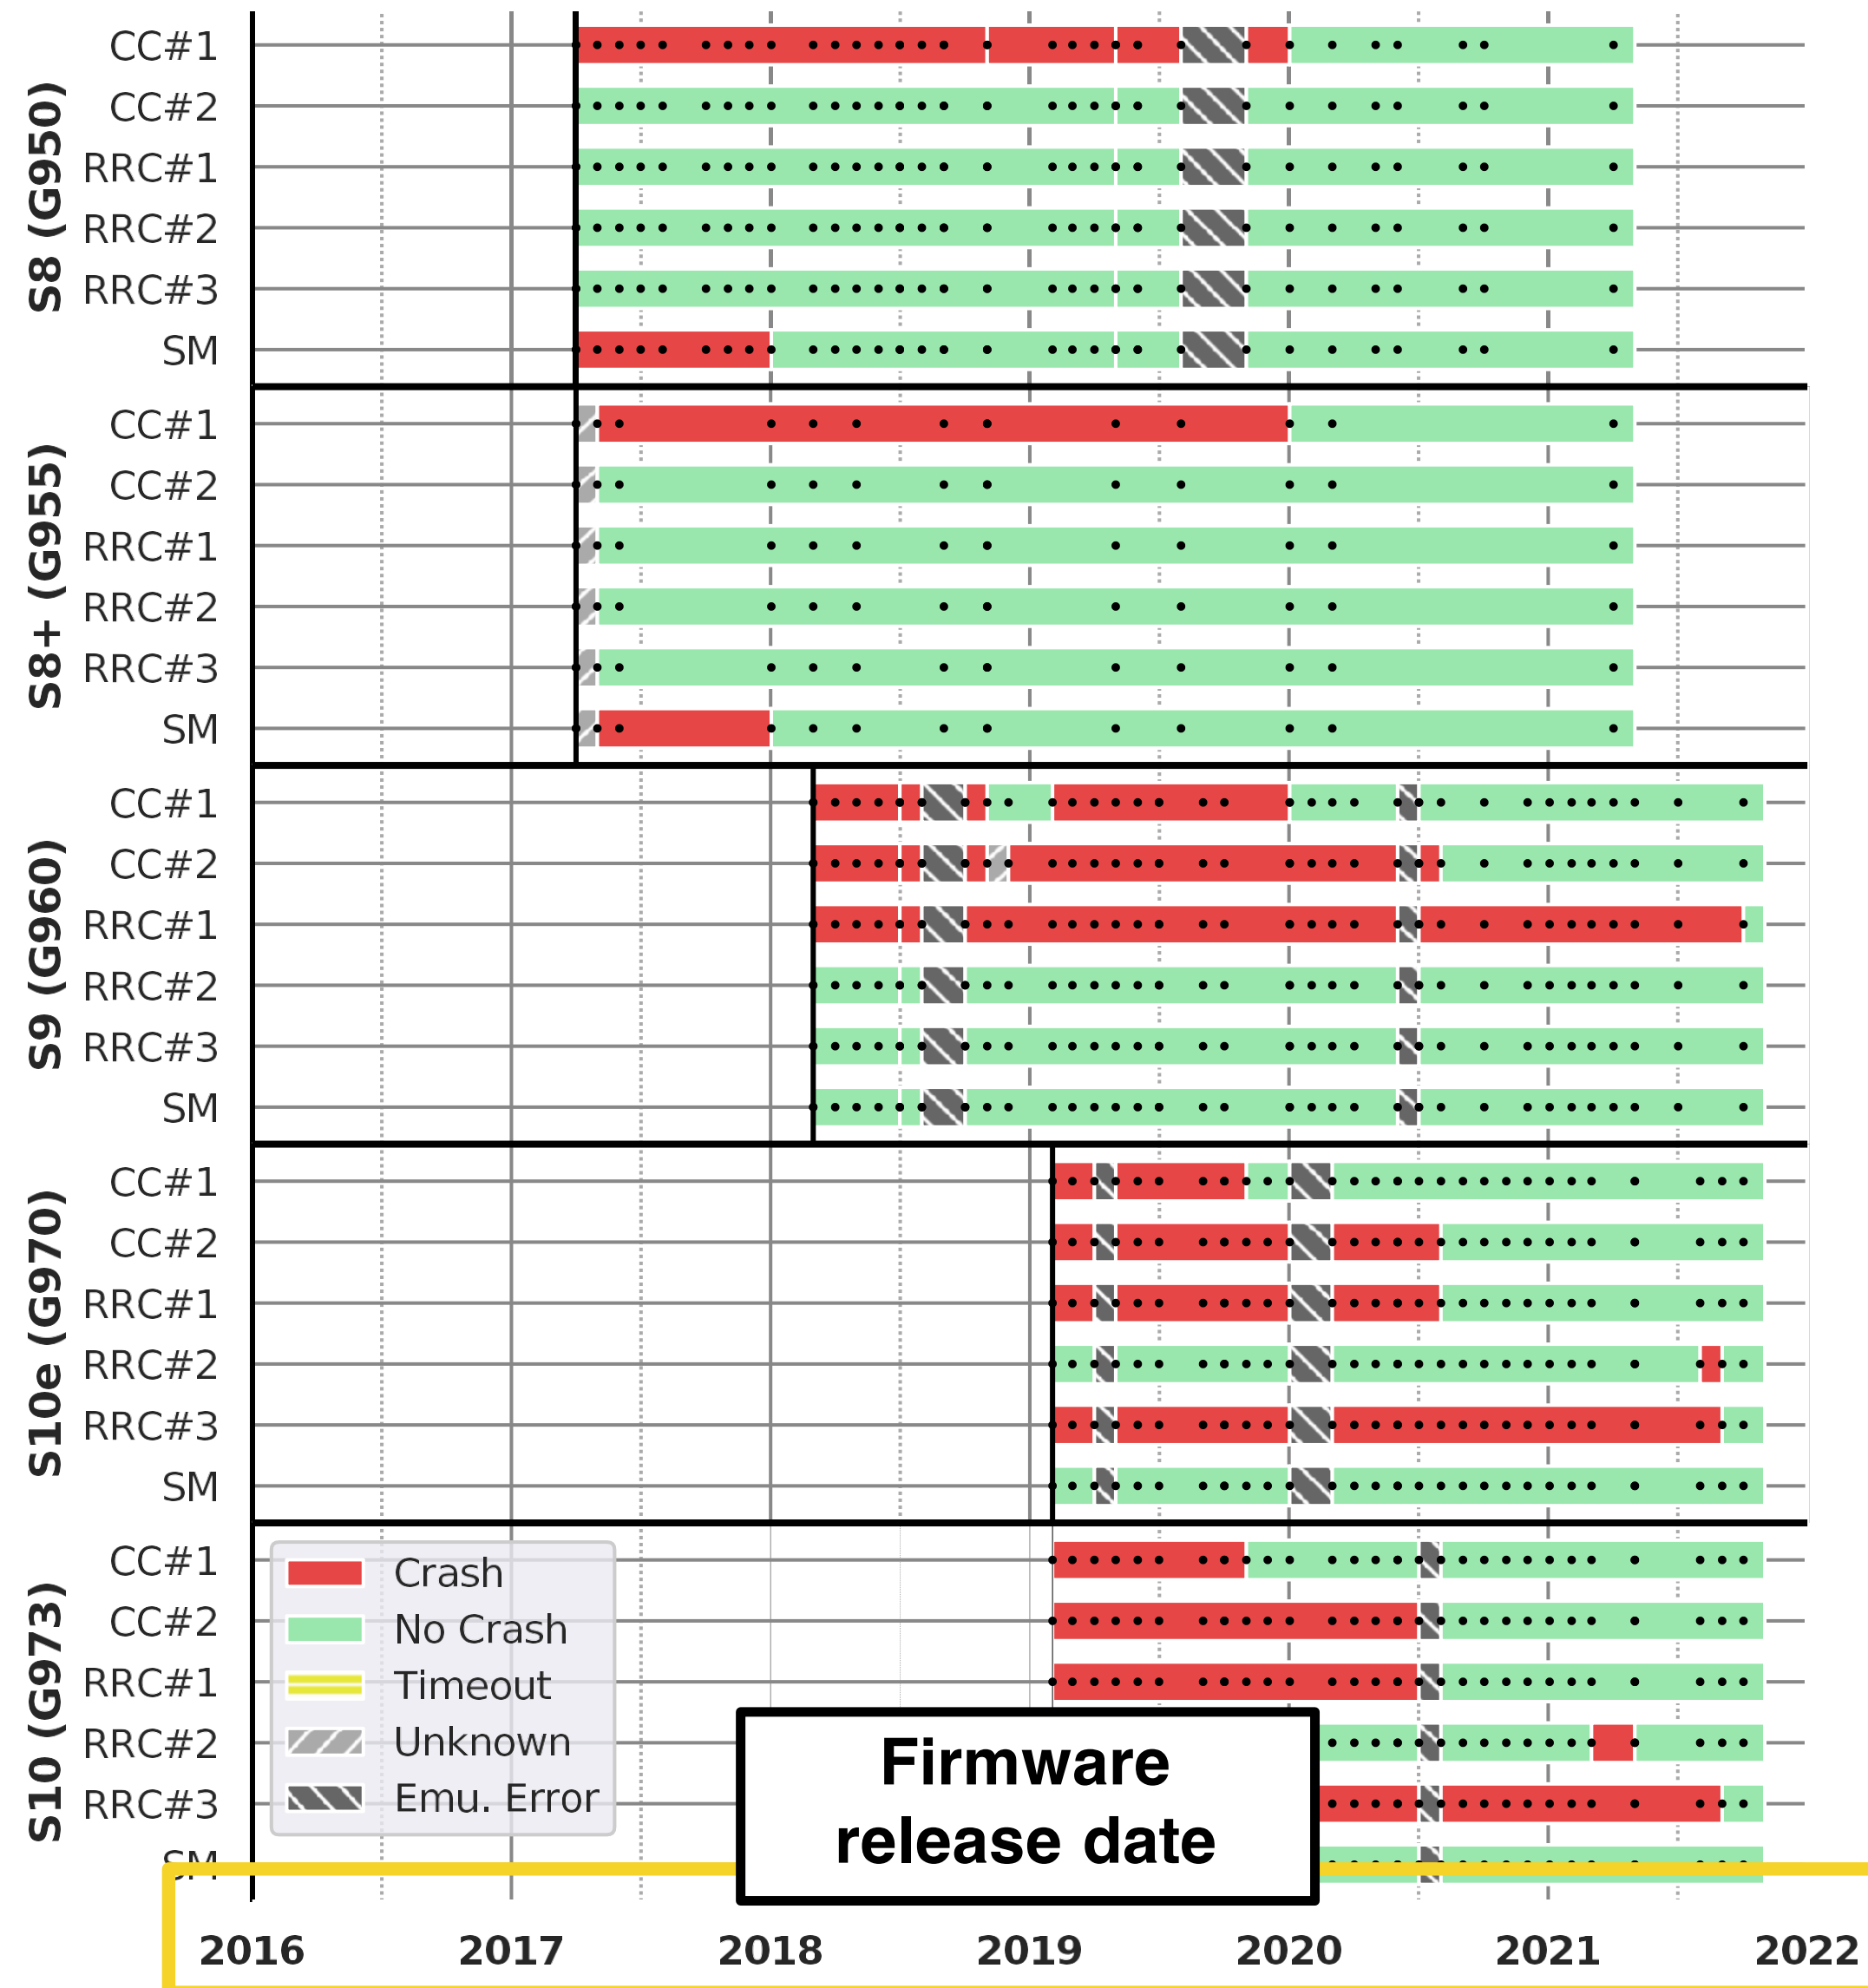 S8 (G950)
CC#1
CC#2
RRC#1
RRC#2
RRC#3
SM
S8+ (G955)
CC#1
CC#2
RRC#1
RRC#2
RRC#3
SM
S9 (G960)
CC#1
CC#2
RRC#1
RRC#2
RRC#3
SM
S10e (G970)
CC#1
CC#2
RRC#1
RRC#2
RRC#3
SM
S10 (G973)
CC#1
CC#2
RRC#1
RRC#2
RRC#3
SM
Crash
No Crash
Timeout
Unknown
Emu. Error
Firmware
release date
2016 2017 2018 2019 2020 2021 2022